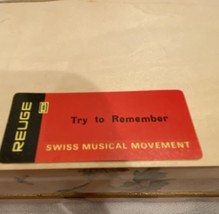 REUGE
Try to Remember
SWISS MUSICAL MOVEMENT